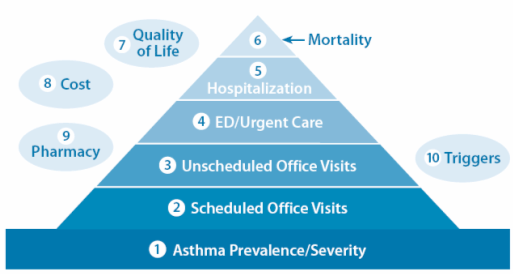 6
Mortality
7 Quality
of Life
5
Hospitalization
8 Cost
4 ED/Urgent Care
9
Pharmacy
3 Unscheduled Office Visits
10 Triggers
2 Scheduled Office Visits
1 Asthma Prevalence/Severity